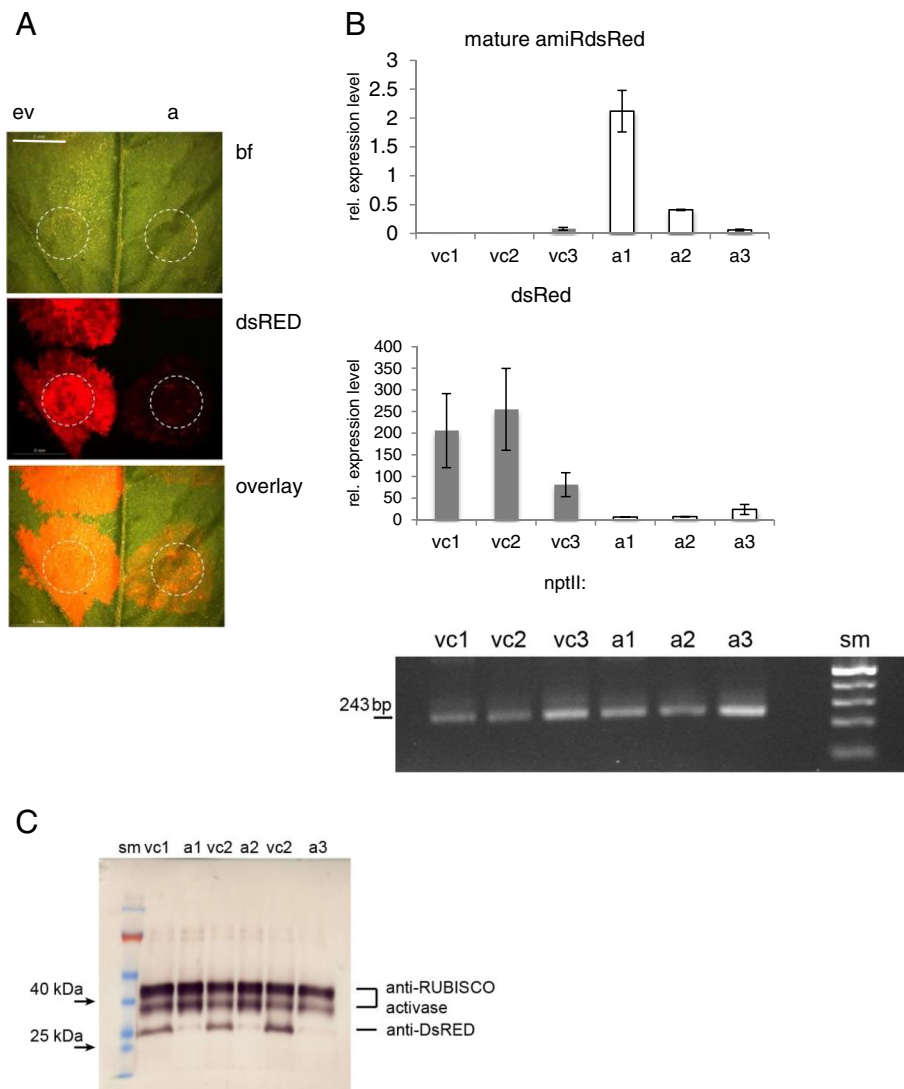 A
ev a
bf
dsRED
overlay
B
mature amiRdsRed
rel. expression level
3
2.5
2
1.5
1
0.5
0
vc1 vc2 vc3 a1 a2 a3
dsRed
rel. expression level
400
350
300
250
200
150
100
50
0
vc1 vc2 vc3 a1 a2 a3
nptII:
vc1 vc2 vc3 a1 a2 a3 sm
243 bp
C
sm vc1 a1 vc2 a2 vc2 a3
40 kDa
25 kDa
anti-RUBISCO
activase
anti-DsRED